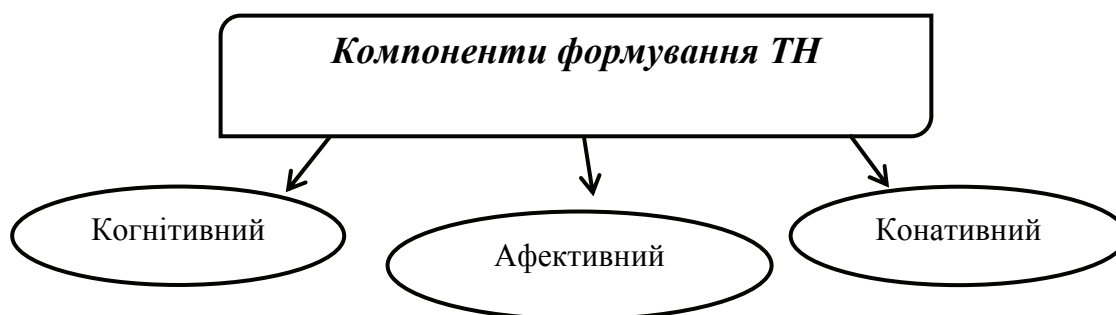 Компоненти формування ТН
Когнітивний
Афективний
Конативний